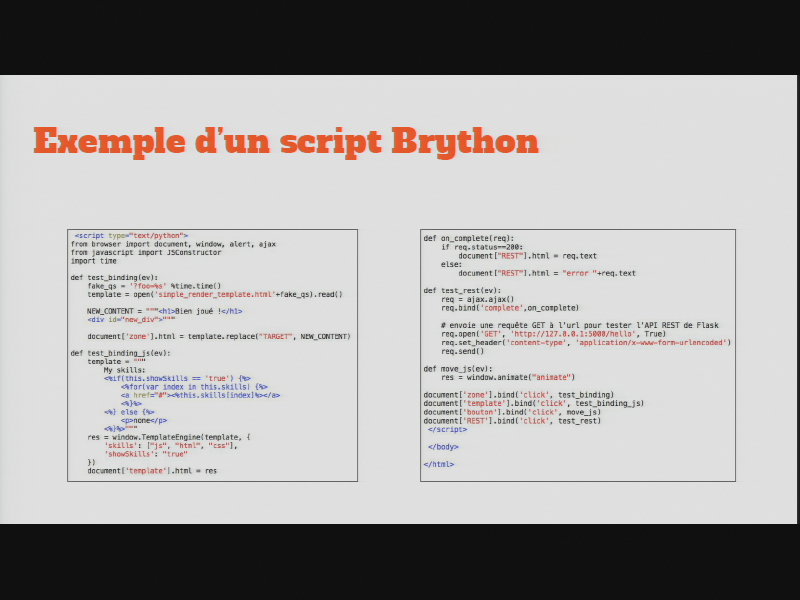 Exemple d'un script Brython
<script type="text/python">
from browser import document, window, alert, ajax
from javascript import JSConstructor
import time
def test_binding(ev):
fake_qs = '?foo=%s' %time.time()
template = open('simple_render_template.html'+fake_qs).read()
NEW_CONTENT = """<h1>Bien joué !</h1>
<div id="new_div">"""
document['zone'].html = template.replace("TARGET", NEW_CONTENT)
def test_binding_js(ev):
template = """
My skills:
<%if(this.showSkills == 'true') {%>
<%for(var index in this.skills) {%>
<a href="#"><%this.skills[index]%></a>
<%}%>
<%} else {%>
<p>none</p>
<%}%>"""
res = window.TemplateEngine(template, {
'skills': ["js", "html", "css"],
'showSkills': "true"
})
document['template'].html = res
def on_complete(req):
if req.status==200:
document["REST"].html = req.text
else:
document["REST"].html = "error "+req.text
def test_rest(ev):
req = ajax.ajax()
req.bind('complete',on_complete)
# envoie une requête GET à l'url pour tester l'API REST de Flask
req.open('GET', 'http://127.0.0.1:5000/hello', True)
req.set_header('content-type', 'application/x-www-form-urlencoded')
req.send()
def move_js(ev):
res = window.animate("animate")
document['zone'].bind('click', test_binding)
document['template'].bind('click', test_binding_js)
document['bouton'].bind('click', move_js)
document['REST'].bind('click', test_rest)
</script>
</body>
</html>